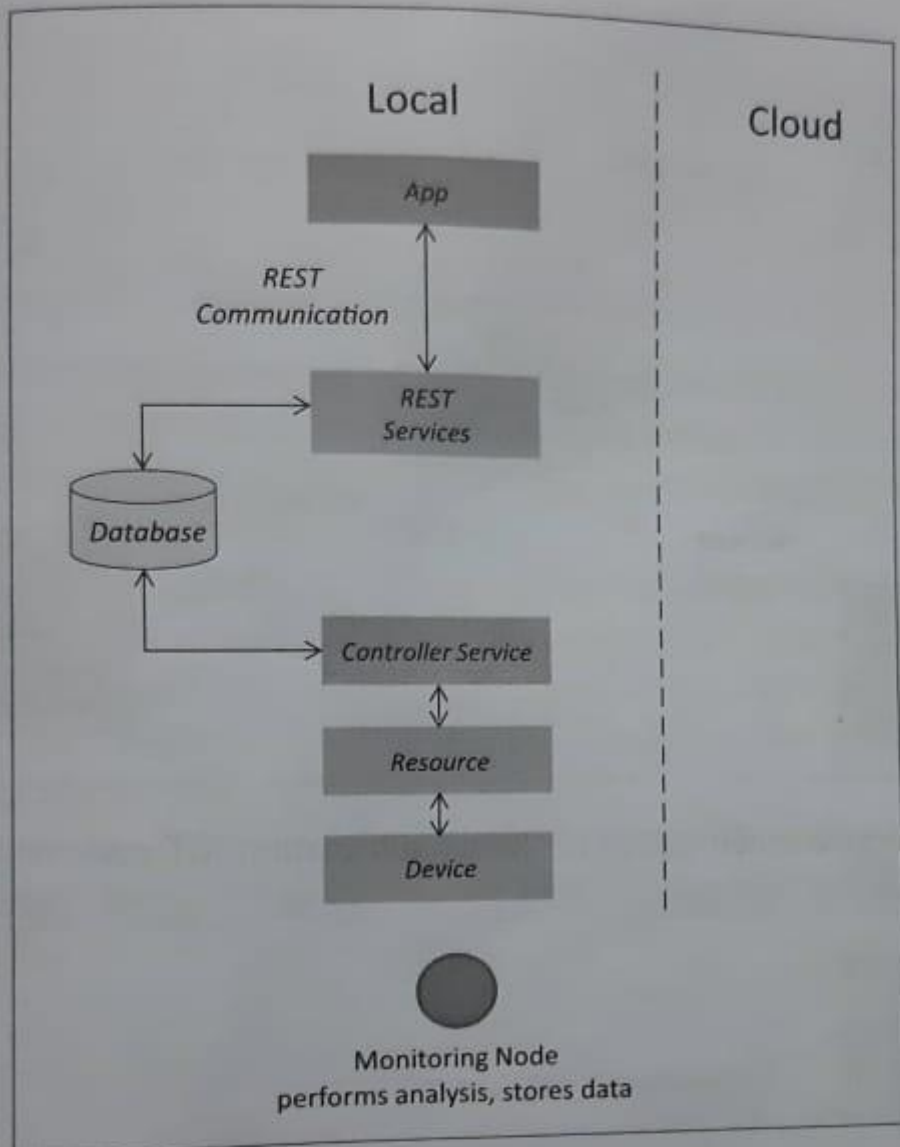 Local
Cloud
App
REST
Communication
REST
Services
Database
Controller Service
Resource
Device
Monitoring Node
performs analysis, stores data